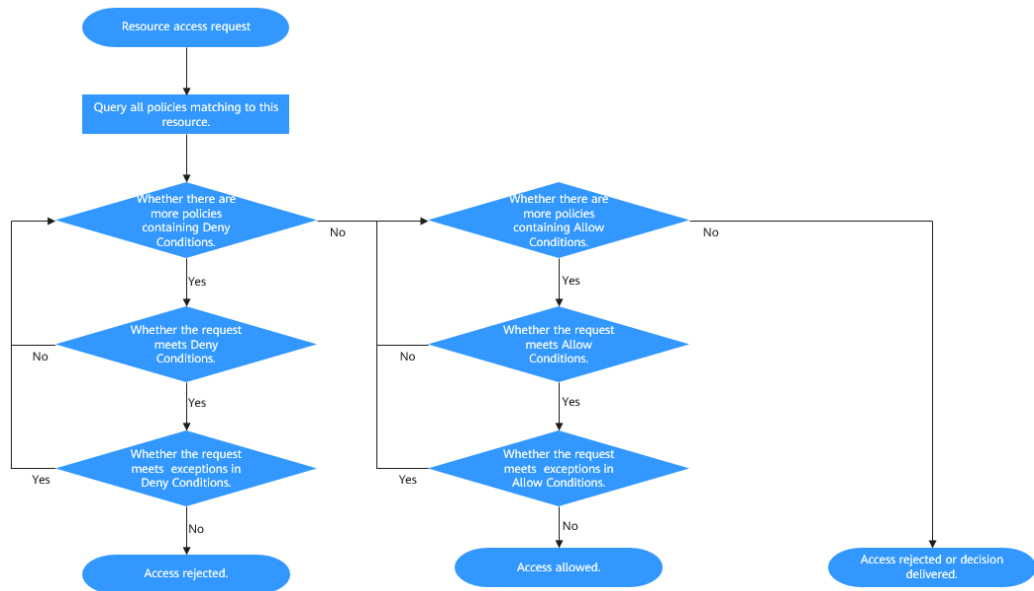 Resource access request
Query all policies matching to this
resource.
Whether there are
more policies
containing Deny
Conditions.
No
Whether there are
more policies
containing Allow
Conditions.
No
Yes
Yes
Whether the request
meets Deny
Conditions.
No
Whether the request
meets Allow
Conditions.
No
Yes
Yes
Whether the request
meets  exceptions in
Deny Conditions.
Yes
Whether the request
meets  exceptions in
Allow Conditions.
Yes
No
No
Access rejected.
Access allowed.
Access rejected or decision
delivered.